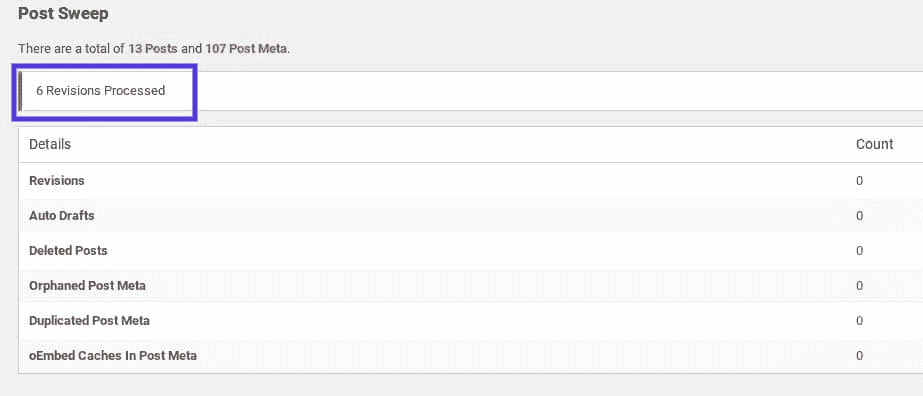 Post Sweep
There are a total of 13 Posts and 107 Post Meta.
6 Revisions Processed
Details Count
Revisions 0
Auto Drafts 0
Deleted Posts 0
Orphaned Post Meta 0
Duplicated Post Meta 0
oEmbed Caches In Post Meta 0